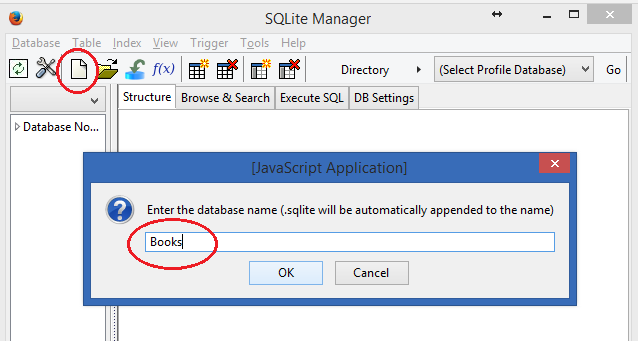 SQLite Manager
Database Table Index View Trigger Tools Help
f(x) Directory (Select Profile Database) Go
Structure Browse & Search Execute SQL DB Settings
Database No...
[JavaScript Application]
Enter the database name (.sqlite will be automatically appended to the name)
Books
OK Cancel